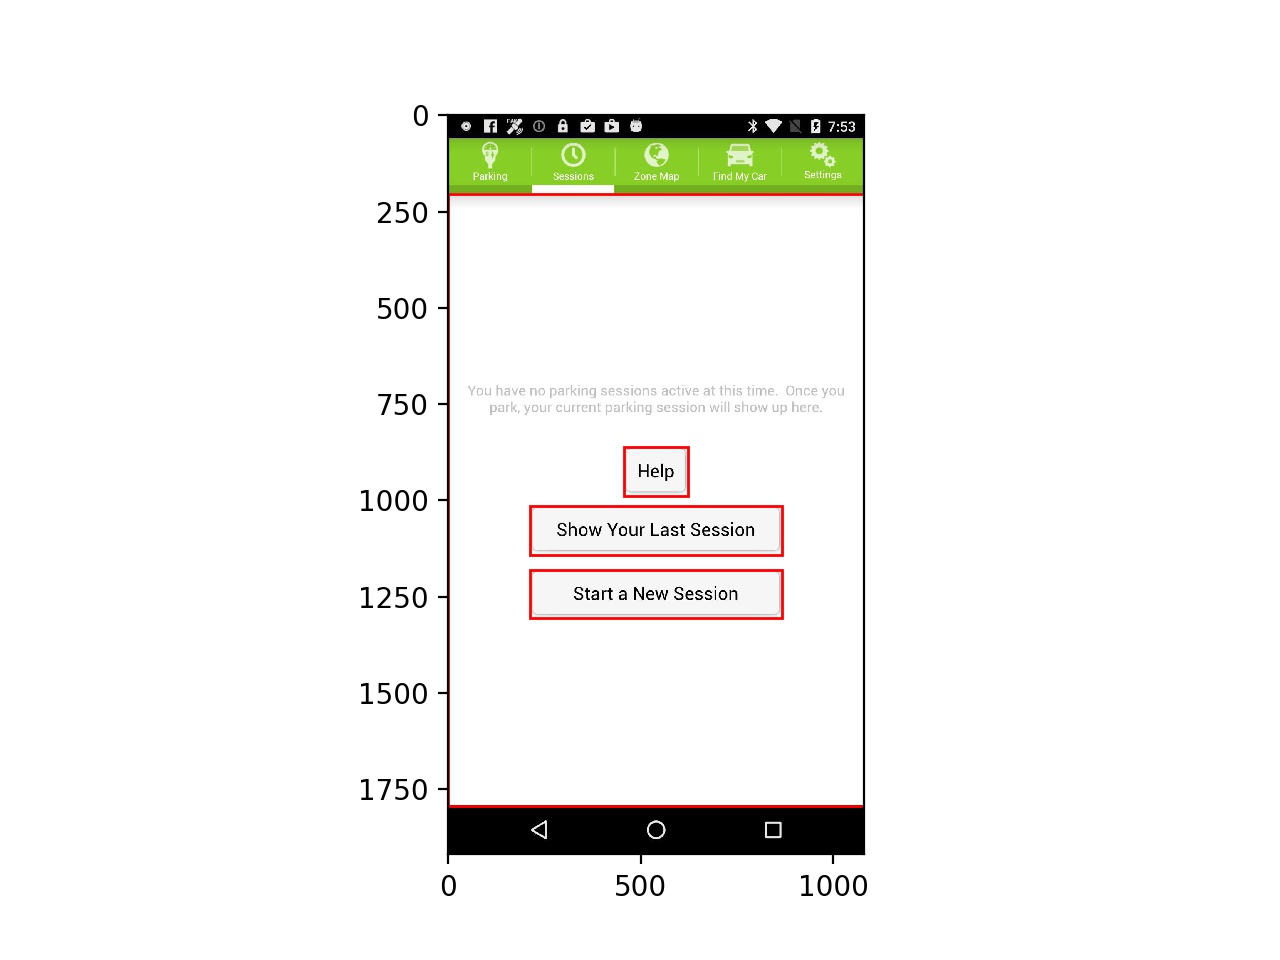 0
7:53
Parking
Sessions
Zone Map
Find My Car
Settings
250
500
You have no parking sessions active at this time.  Once you
750
park, your current parking session will show up here.
Help
1000
Show Your Last Session
1250
Start a New Session
1500
1750
0
500
1000